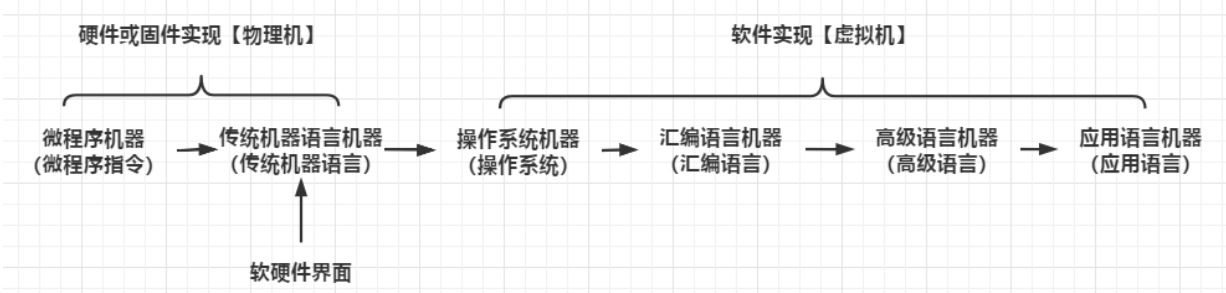 硬件或固件实现【物理机】
软件实现【虚拟机】
微程序机器
(微程序指令)
传统机器语言机器
(传统机器语言)
操作系统机器
(操作系统)
汇编语言机器
(汇编语言)
高级语言机器
(高级语言)
应用语言机器
(应用语言)
软硬件界面